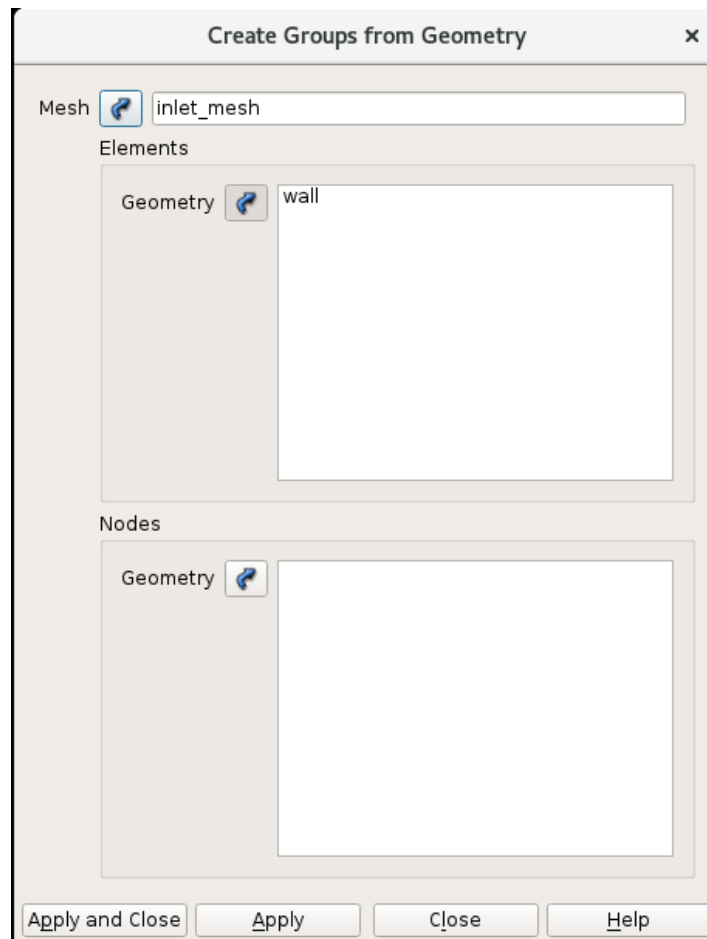 Create Groups from Geometry ×
Mesh inlet_mesh
Elements
Geometry wall
Nodes
Geometry
Apply and Close Apply Close Help